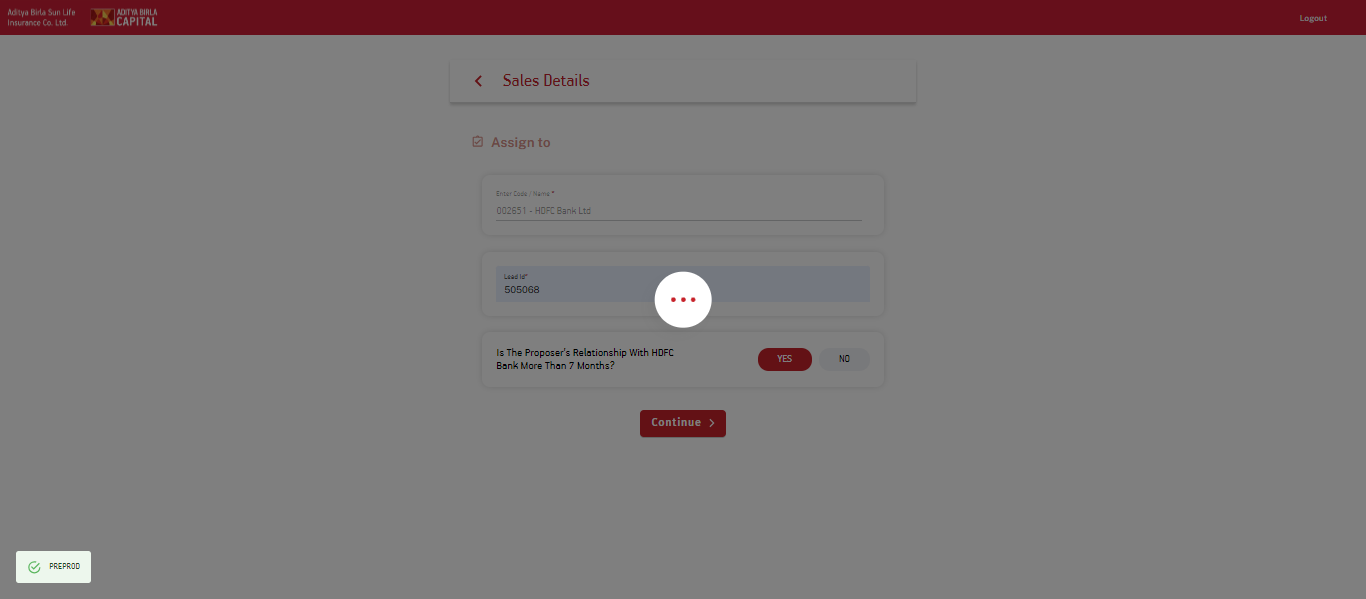 Aditya Birla Sun Life
Insurance Co. Ltd.
ADITYA BIRLA
CAPITAL
Logout
Sales Details
Assign to
Enter Code / Name *
002651 - HDFC Bank Ltd
Lead Id*
505068
Is The Proposer's Relationship With HDFC
Bank More Than 7 Months?
YES
NO
Continue
PREPROD